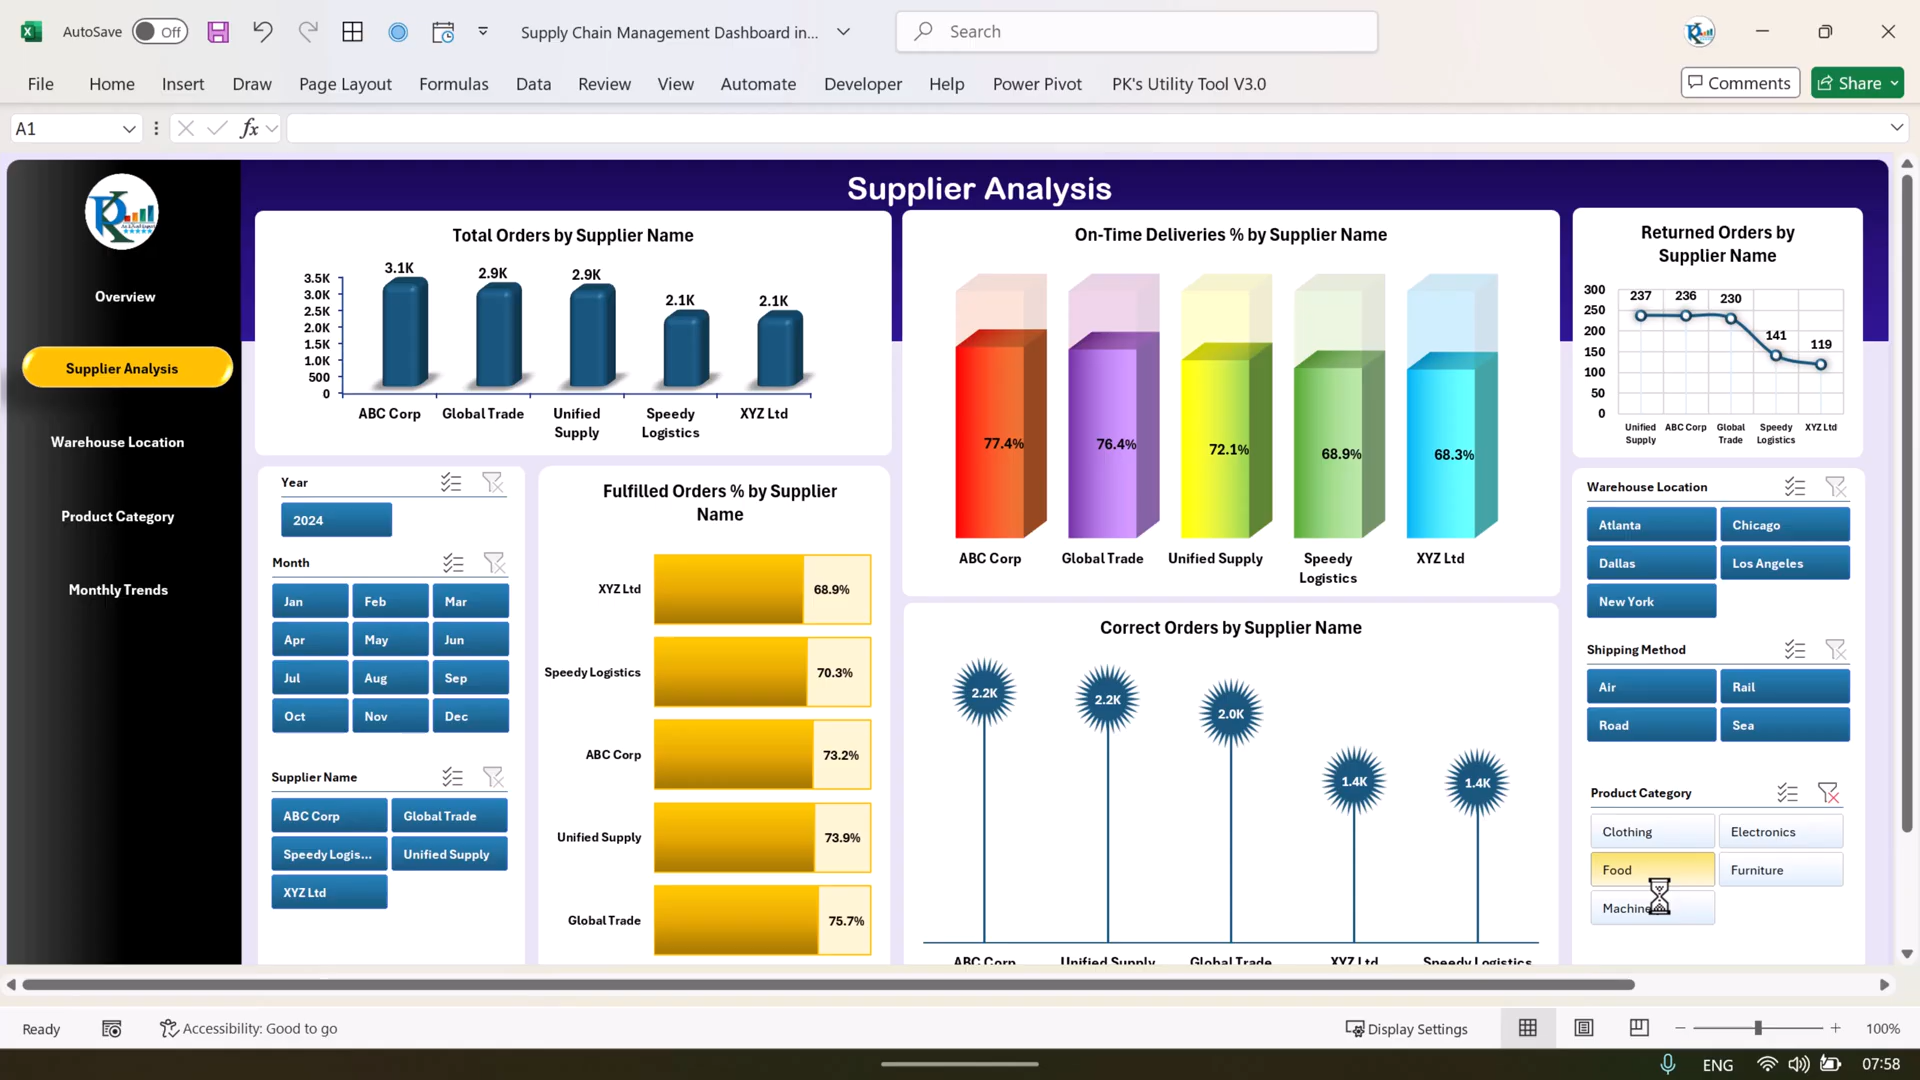 AutoSave
Off
Supply Chain Management Dashboard in...
Search
File
Home
Insert
Draw
Page Layout
Formulas
Data
Review
View
Automate
Developer
Help
Power Pivot
PK's Utility Tool V3.0
Comments
Share
A1
fx
Supplier Analysis
Overview
Supplier Analysis
Warehouse Location
Product Category
Monthly Trends
Total Orders by Supplier Name
3.5K
3.0K
2.5K
2.0K
1.5K
1.0K
500
0
3.1K
2.9K
2.9K
2.1K
2.1K
ABC Corp
Global Trade
Unified
Supply
Speedy
Logistics
XYZ Ltd
On-Time Deliveries % by Supplier Name
77.4%
76.4%
72.1%
68.9%
68.3%
ABC Corp
Global Trade
Unified Supply
Speedy
Logistics
XYZ Ltd
Returned Orders by
Supplier Name
300
250
200
150
100
50
0
237
236
230
141
119
Unified
Supply
ABC Corp
Global
Trade
Speedy
Logistics
XYZ Ltd
Year
2024
Month
Jan
Feb
Mar
Apr
May
Jun
Jul
Aug
Sep
Oct
Nov
Dec
Supplier Name
ABC Corp
Global Trade
Speedy Logis...
Unified Supply
XYZ Ltd
Fulfilled Orders % by Supplier
Name
XYZ Ltd
68.9%
Speedy Logistics
70.3%
ABC Corp
73.2%
Unified Supply
73.9%
Global Trade
75.7%
Correct Orders by Supplier Name
2.2K
2.2K
2.0K
1.4K
1.4K
ABC Corp
Unified Supply
Global Trade
XYZ Ltd
Speedy Logistics
Warehouse Location
Atlanta
Chicago
Dallas
Los Angeles
New York
Shipping Method
Air
Rail
Road
Sea
Product Category
Clothing
Electronics
Food
Furniture
Machine
Ready
Accessibility: Good to go
Display Settings
100%
ENG
07:58